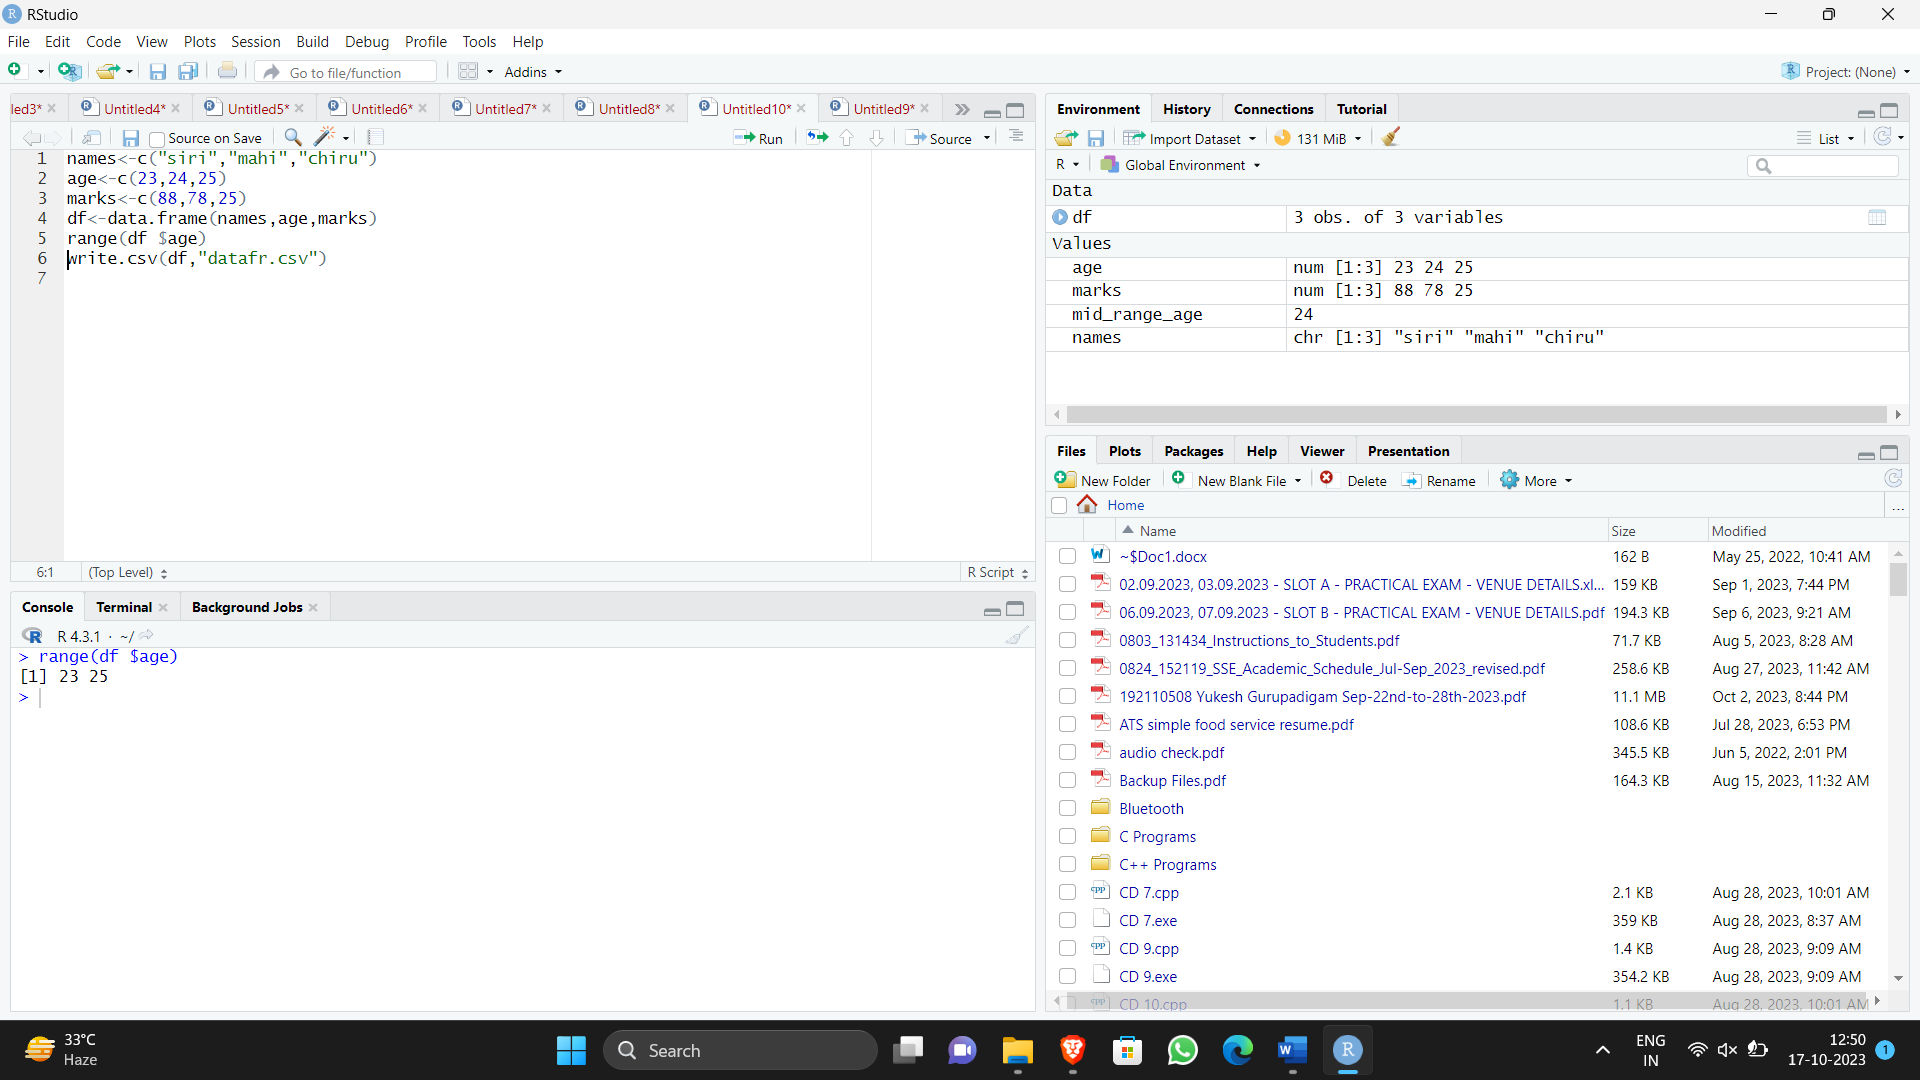 RStudio
File Edit Code View Plots Session Build Debug Profile Tools Help
Go to file/function Addins Project: (None)
led3* Untitled4* Untitled5* Untitled6* Untitled7* Untitled8* Untitled10* Untitled9*
Source on Save Run Source
1 names<-c("siri","mahi","chiru")
2 age<-c(23,24,25)
3 marks<-c(88,78,25)
4 df<-data.frame(names,age,marks)
5 range(df $age)
6 write.csv(df,"datafr.csv")
7
6:1 (Top Level) R Script
Console Terminal Background Jobs
R 4.3.1 · ~/
> range(df $age)
[1] 23 25
>
Environment History Connections Tutorial
Import Dataset 131 MiB List
R Global Environment
Data
df 3 obs. of 3 variables
Values
age num [1:3] 23 24 25
marks num [1:3] 88 78 25
mid_range_age 24
names chr [1:3] "siri" "mahi" "chiru"
Files Plots Packages Help Viewer Presentation
New Folder New Blank File Delete Rename More
Home ...
Name Size Modified
~$Doc1.docx 162 B May 25, 2022, 10:41 AM
02.09.2023, 03.09.2023 - SLOT A - PRACTICAL EXAM - VENUE DETAILS.xl... 159 KB Sep 1, 2023, 7:44 PM
06.09.2023, 07.09.2023 - SLOT B - PRACTICAL EXAM - VENUE DETAILS.pdf 194.3 KB Sep 6, 2023, 9:21 AM
0803_131434_Instructions_to_Students.pdf 71.7 KB Aug 5, 2023, 8:28 AM
0824_152119_SSE_Academic_Schedule_Jul-Sep_2023_revised.pdf 258.6 KB Aug 27, 2023, 11:42 AM
192110508 Yukesh Gurupadigam Sep-22nd-to-28th-2023.pdf 11.1 MB Oct 2, 2023, 8:44 PM
ATS simple food service resume.pdf 108.6 KB Jul 28, 2023, 6:53 PM
audio check.pdf 345.5 KB Jun 5, 2022, 2:01 PM
Backup Files.pdf 164.3 KB Aug 15, 2023, 11:32 AM
Bluetooth
C Programs
C++ Programs
CD 7.cpp 2.1 KB Aug 28, 2023, 10:01 AM
CD 7.exe 359 KB Aug 28, 2023, 8:37 AM
CD 9.cpp 1.4 KB Aug 28, 2023, 9:09 AM
CD 9.exe 354.2 KB Aug 28, 2023, 9:09 AM
CD 10.cpp 1.1 KB Aug 28, 2023, 10:01 AM
33°C
Haze
Search
ENG
IN
12:50
17-10-2023
1